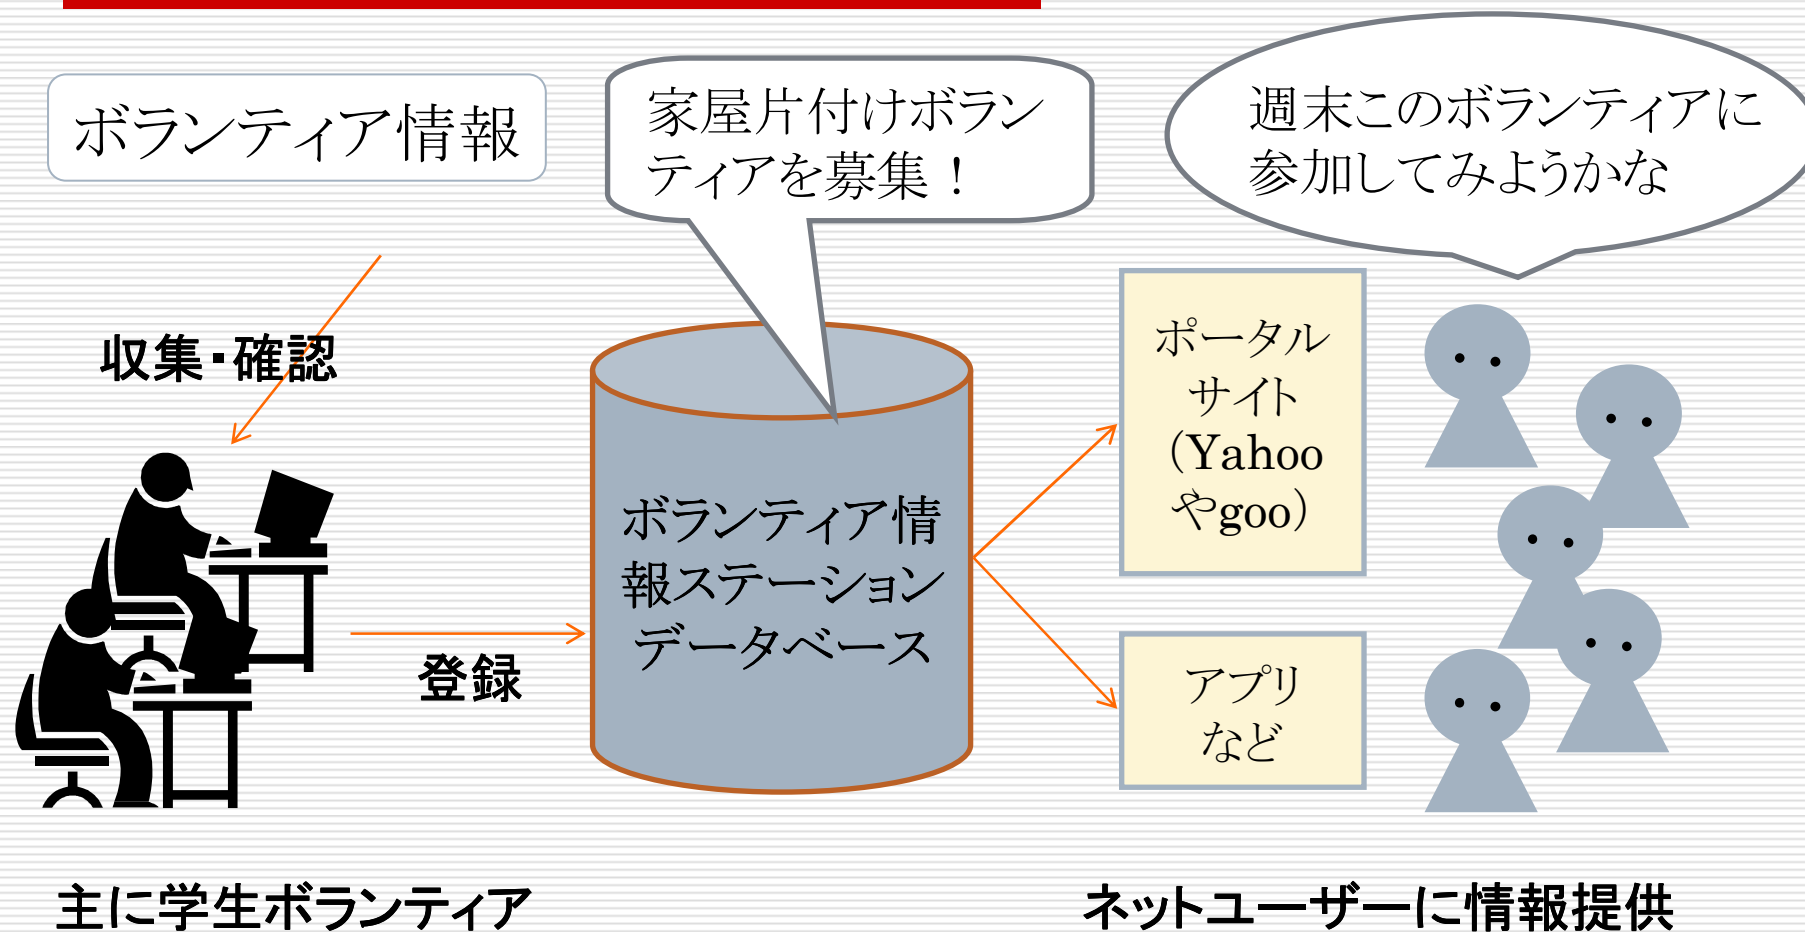 ボランティア情報
家屋片付けボラン
ティアを募集！
週末このボランティアに
参加してみようかな
収集・確認
登録
ボランティア情
報ステーション
データベース
ポータル
サイト
（Yahoo
やgoo）
アプリ
など
主に学生ボランティア
ネットユーザーに情報提供